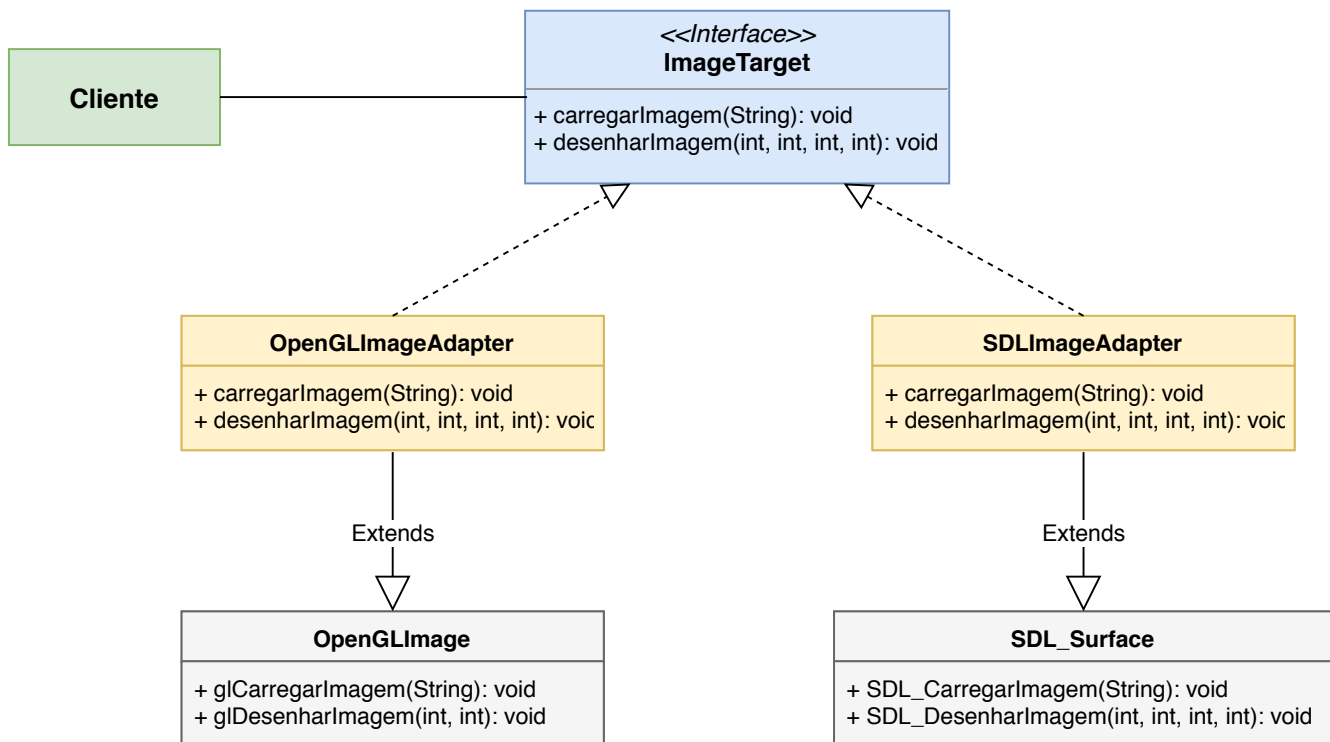 <<Interface>>
ImageTarget
Cliente
+ carregarImagem(String): void
+ desenharImagem(int, int, int, int): void
OpenGLImageAdapter
+ carregarImagem(String): void
+ desenharImagem(int, int, int, int): voic
SDLImageAdapter
+ carregarImagem(String): void
+ desenharImagem(int, int, int, int): voic
Extends
Extends
OpenGLImage
+ glCarregarImagem(String): void
+ glDesenharImagem(int, int): void
SDL_Surface
+ SDL_CarregarImagem(String): void
+ SDL_DesenharImagem(int, int, int, int): void